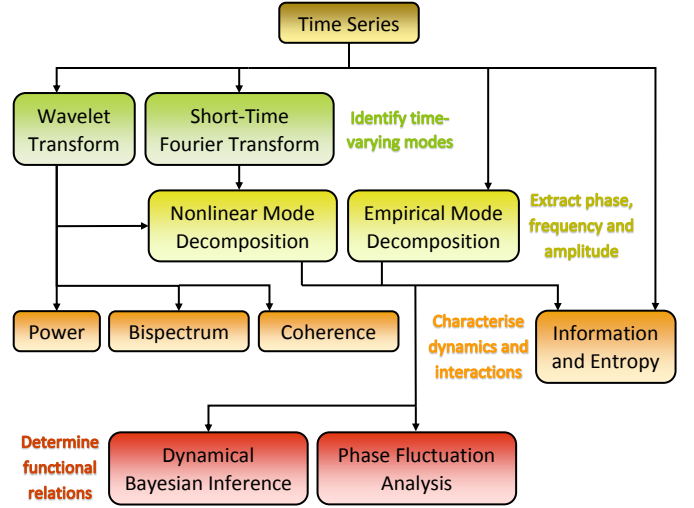 Time Series
Wavelet
Transform
Short-Time
Fourier Transform
Identify time-
varying modes
Nonlinear Mode
Decomposition
Empirical Mode
Decomposition
Extract phase,
frequency and
amplitude
Power
Bispectrum
Coherence
Characterise
dynamics and
interactions
Information
and Entropy
Determine
functional
relations
Dynamical
Bayesian Inference
Phase Fluctuation
Analysis